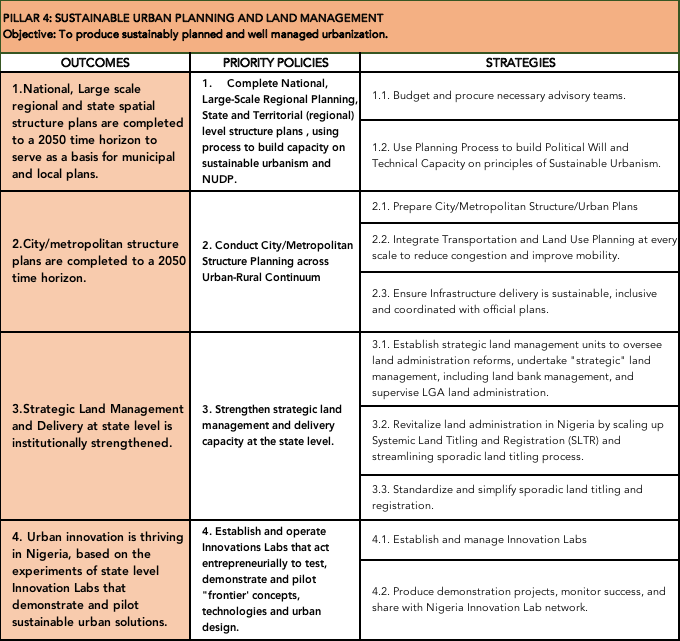 PILLAR 4: SUSTAINABLE URBAN PLANNING AND LAND MANAGEMENT
Objective: To produce sustainably planned and well managed urbanization.
OUTCOMES
PRIORITY POLICIES
STRATEGIES
1.National, Large scale
regional and state spatial
structure plans are completed
to a 2050 time horizon to
serve as a basis for municipal
and local plans.
1. Complete National,
Large-Scale Regional Planning,
State and Territorial (regional)
level structure plans , using
process to build capacity on
sustainable urbanism and
NUDP.
1.1. Budget and procure necessary advisory teams.
1.2. Use Planning Process to build Political Will and
Technical Capacity on principles of Sustainable Urbanism.
2.City/metropolitan structure
plans are completed to a 2050
time horizon.
2. Conduct City/Metropolitan
Structure Planning across
Urban-Rural Continuum
2.1. Prepare City/Metropolitan Structure/Urban Plans
2.2. Integrate Transportation and Land Use Planning at every
scale to reduce congestion and improve mobility.
2.3. Ensure Infrastructure delivery is sustainable, inclusive
and coordinated with official plans.
3.Strategic Land Management
and Delivery at state level is
institutionally strengthened.
3. Strengthen strategic land
management and delivery
capacity at the state level.
3.1. Establish strategic land management units to oversee
land administration reforms, undertake "strategic" land
management, including land bank management, and
supervise LGA land administration.
3.2. Revitalize land administration in Nigeria by scaling up
Systemic Land Titling and Registration (SLTR) and
streamlining sporadic land titling process.
3.3. Standardize and simplify sporadic land titling and
registration.
4. Urban innovation is thriving
in Nigeria, based on the
experiments of state level
Innovation Labs that
demonstrate and pilot
sustainable urban solutions.
4. Establish and operate
Innovations Labs that act
entrepreneurially to test,
demonstrate and pilot
"frontier' concepts,
technologies and urban
design.
4.1. Establish and manage Innovation Labs
4.2. Produce demonstration projects, monitor success, and
share with Nigeria Innovation Lab network.